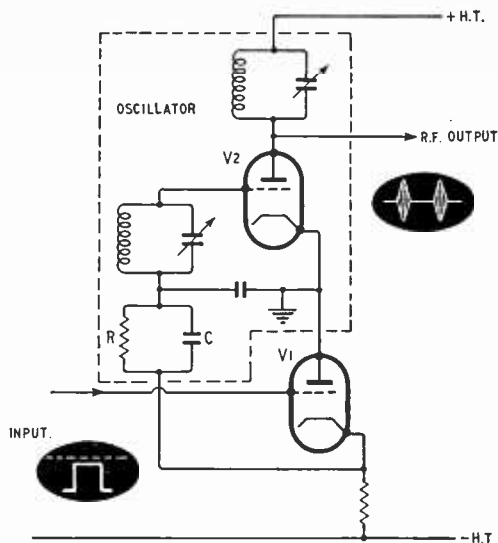 +H.T.
OSCILLATOR
R.F. OUTPUT
V2
R
C
V1
INPUT.
-H.T